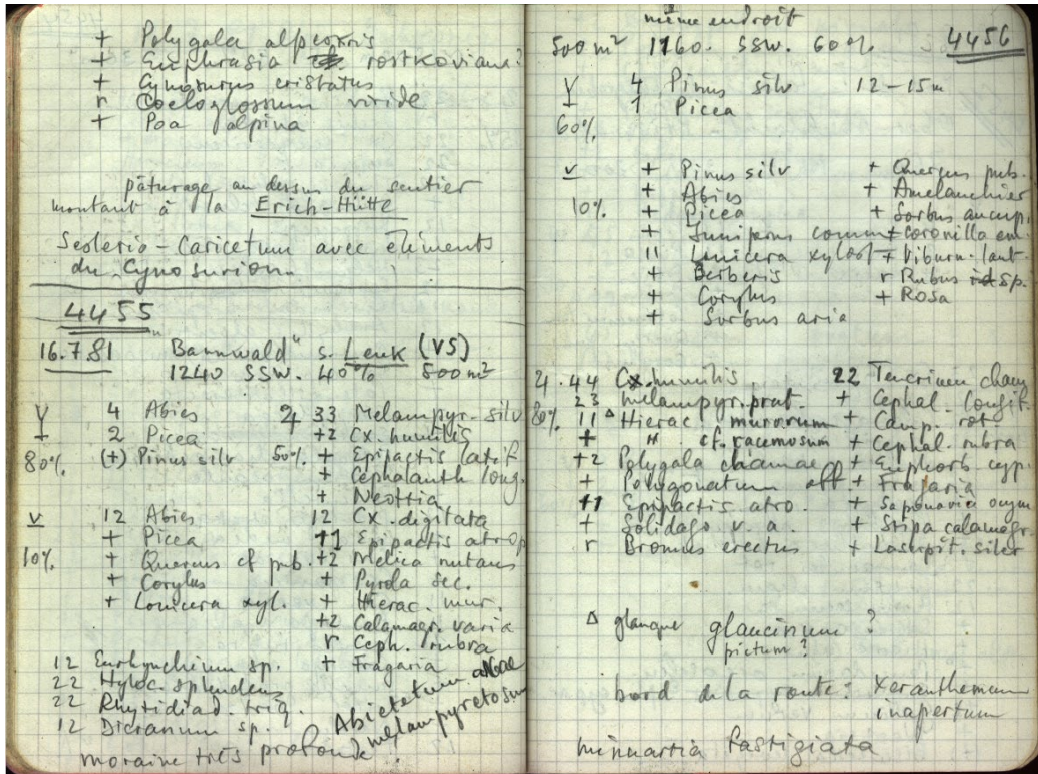 + Polygala alpestris
+ Euphrasia rostkoviana?
+ Cynosurus cristatus
r Coeloglossum viride
+ Poa alpina
pâturage au dessus du sentier
montant à la Erich-Hütte
Seslerio-Caricetum avec éléments
du Cynosurion
4455
16.7.81 Bannwald" s. Leuk (VS)
1240 SSW. 40% 500 m²
4 Abies
2 Picea
80% (+) Pinus silv
v 12 Abies
+ Picea
10% + Quercus cf pub.
+ Corylus
+ Lonicera xyl.
12 Eurhynchium sp.
22 Hyloc. splendens
22 Rhytidiad. triq.
12 Dicranum sp.
moraine très profonde
33 Melampyr. silv
+2 Cx. humilis
50% + Epipactis latif
+ Cephalanth long.
+ Neottia
12 Cx. digitata
+1 Epipactis atrop
+2 Melica nutans
+ Pyrola sec.
+ Hierac. mur.
+2 Calamagr. varia
r Ceph. rubra
+ Fragaria
Abietetum albae
melampyretosum
même endroit
500 m² 1160. SSW. 60% 4456
4 Pinus silv 12-15m
1 Picea
60%
v + Pinus silv
+ Abies
10% + Picea
+ Juniperus comm
11 Lonicera xylost
+ Berberis
+ Corylus
+ Sorbus aria
+ Quercus pub.
+ Amelanchier
+ Sorbus aucup
+ Coronilla em.
+ Viburn. lant.
r Rubus sp.
+ Rosa
44 Cx. humilis
23 Melampyr. prat.
80% 11 Δ Hierac. murorum
+ " cf. racemosum
+2 Polygala chamae
+ Polygonatum off
11 Epipactis atro.
+ Solidago v. a.
r Bromus erectus
22 Teucrium cham
+ Cephal. longif.
+ Camp. rot
+ Cephal. rubra
+ Euphorb cyp.
+ Fragaria
+ Saponaria ocym
+ Stipa calamagr.
+ Laserpit. siler
Δ glauque glaucinum ?
pictum ?
bord de la route: Xeranthemum
inapertum
minuartia fastigiata